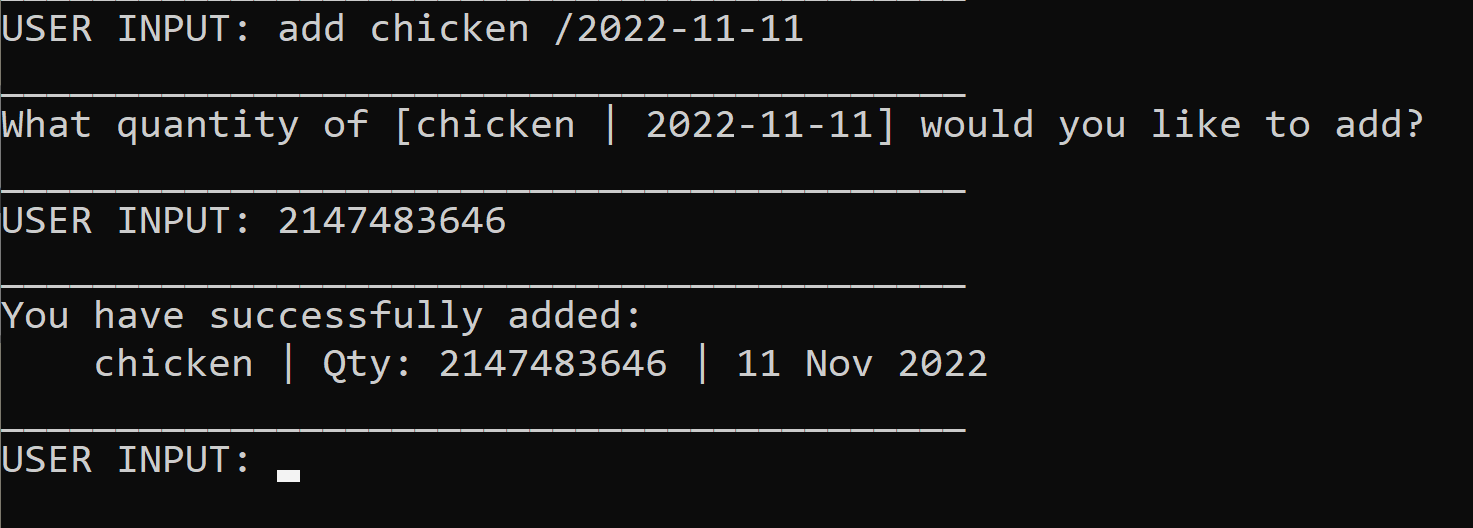 USER INPUT: add chicken /2022-11-11
__________________________________________
What quantity of [chicken | 2022-11-11] would you like to add?
__________________________________________
USER INPUT: 2147483646
__________________________________________
You have successfully added:
    chicken | Qty: 2147483646 | 11 Nov 2022
__________________________________________
USER INPUT: